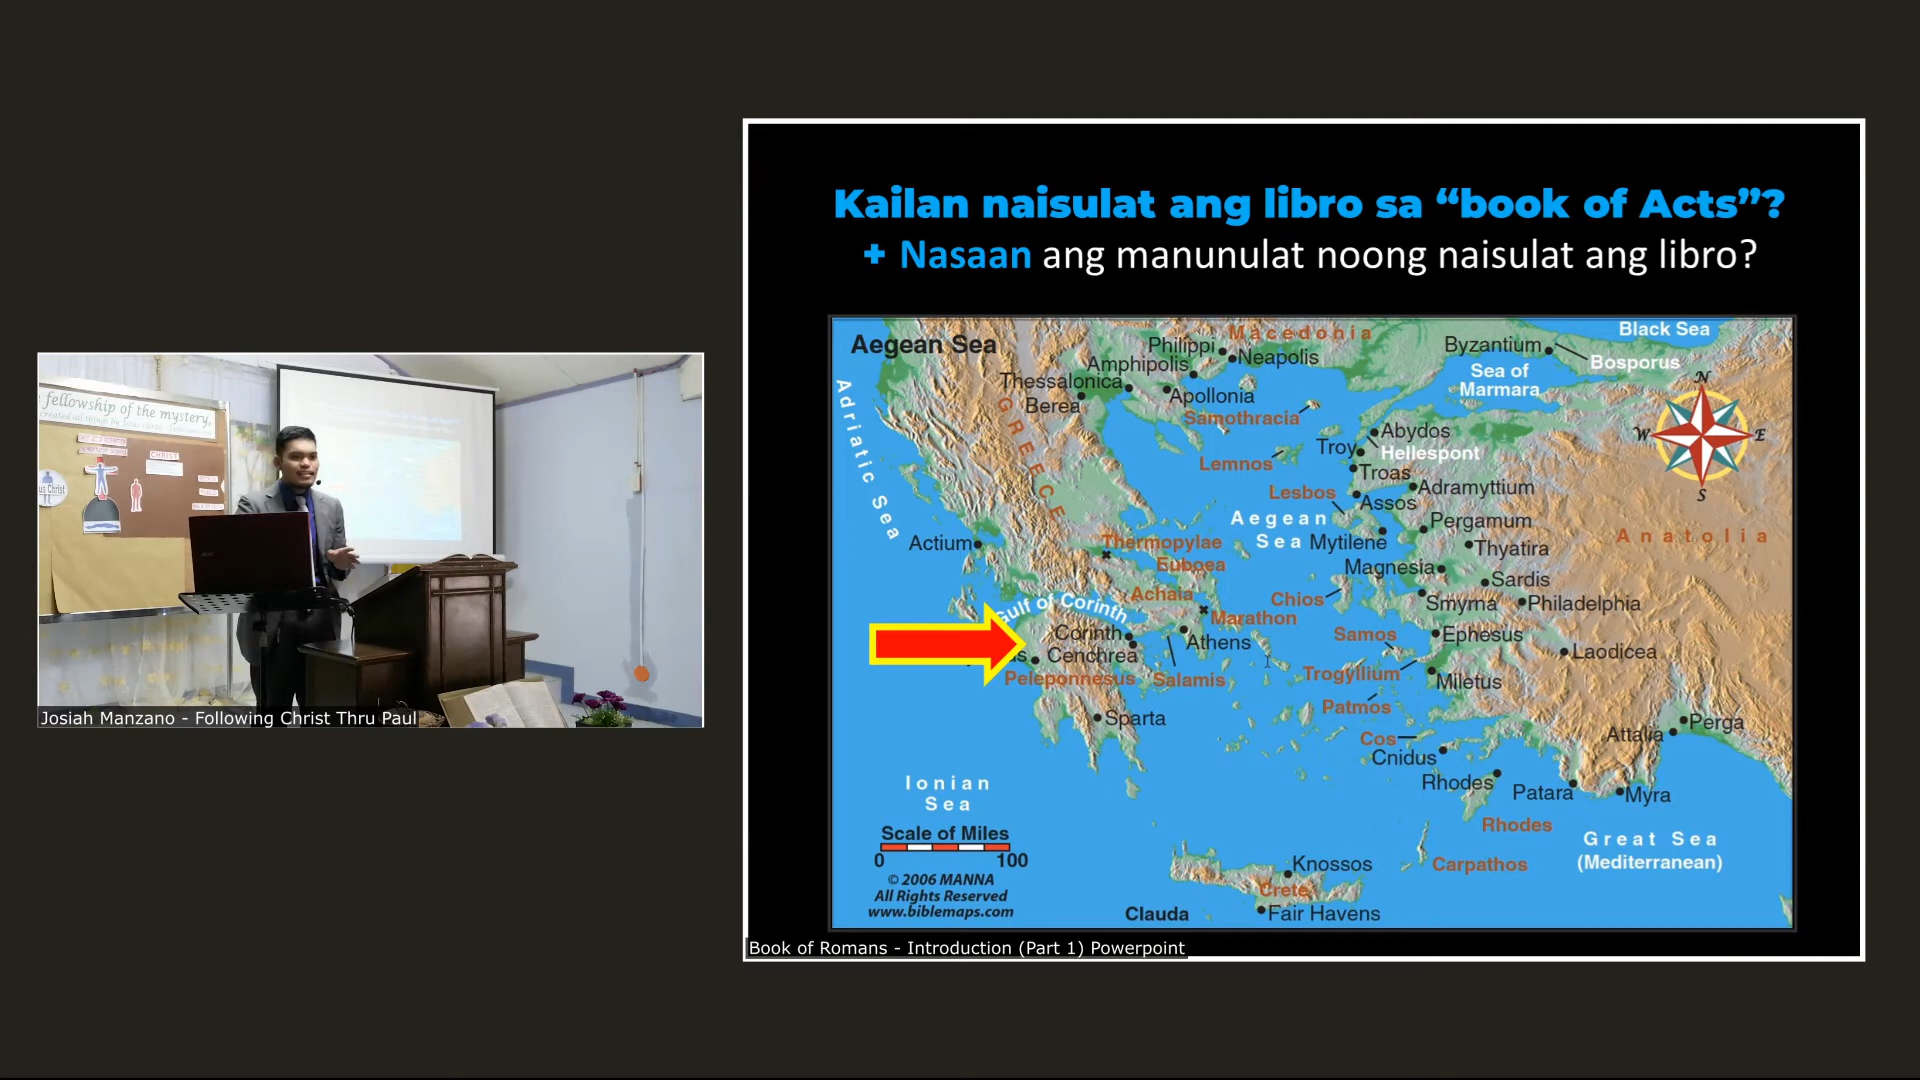 fellowship of the mystery,
CHRIST
us Christ
Josiah Manzano - Following Christ Thru Paul
Kailan naisulat ang libro sa “book of Acts”?
+ Nasaan ang manunulat noong naisulat ang libro?
Aegean Sea
Macedonia
Black Sea
Philippi
Neapolis
Byzantium
Bosporus
Amphipolis
Sea of
Marmara
Thessalonica
Apollonia
Berea
Samothracia
Adriatic Sea
GREECE
N
W
E
S
Abydos
Troy
Hellespont
Lemnos
Troas
Lesbos
Adramyttium
Assos
Aegean
Sea
Pergamum
Anatolia
Actium
Thermopylae
Mytilene
Thyatira
Euboea
Magnesia
Sardis
Achaia
Chios
Smyrna
Philadelphia
Gulf of Corinth
Marathon
Corinth
Athens
Samos
Ephesus
us
Cenchrea
Laodicea
Peleponnesus
Salamis
Trogyllium
Miletus
Patmos
Sparta
Cos
Perga
Attalia
Cnidus
Rhodes
Patara
Myra
Ionian
Sea
Rhodes
Scale of Miles
0 100
Great Sea
(Mediterranean)
Knossos
Carpathos
© 2006 MANNA
All Rights Reserved
www.biblemaps.com
Crete
Clauda
Fair Havens
Book of Romans - Introduction (Part 1) Powerpoint